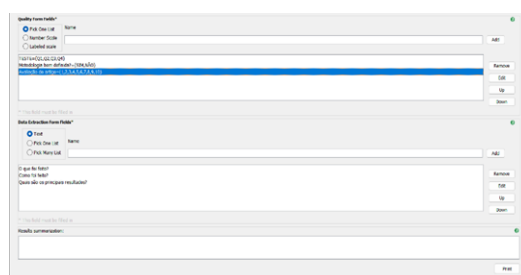 Quality Form Fields*
Pick One List
Name
Number Scale
Labeled scale
Add
Metodologia bem definida?={SIM,NÃO}
Avaliação do artigo={1,2,3,4,5,6,7,8,9,10}
Remove
Edit
Up
Down
Data Extraction Form Fields*
Text
Pick One List
Name
Pick Many List
Add
O que foi feito?
Como foi feito?
Quais são os principais resultados?
Remove
Edit
Up
Down
Results summarization:
Print